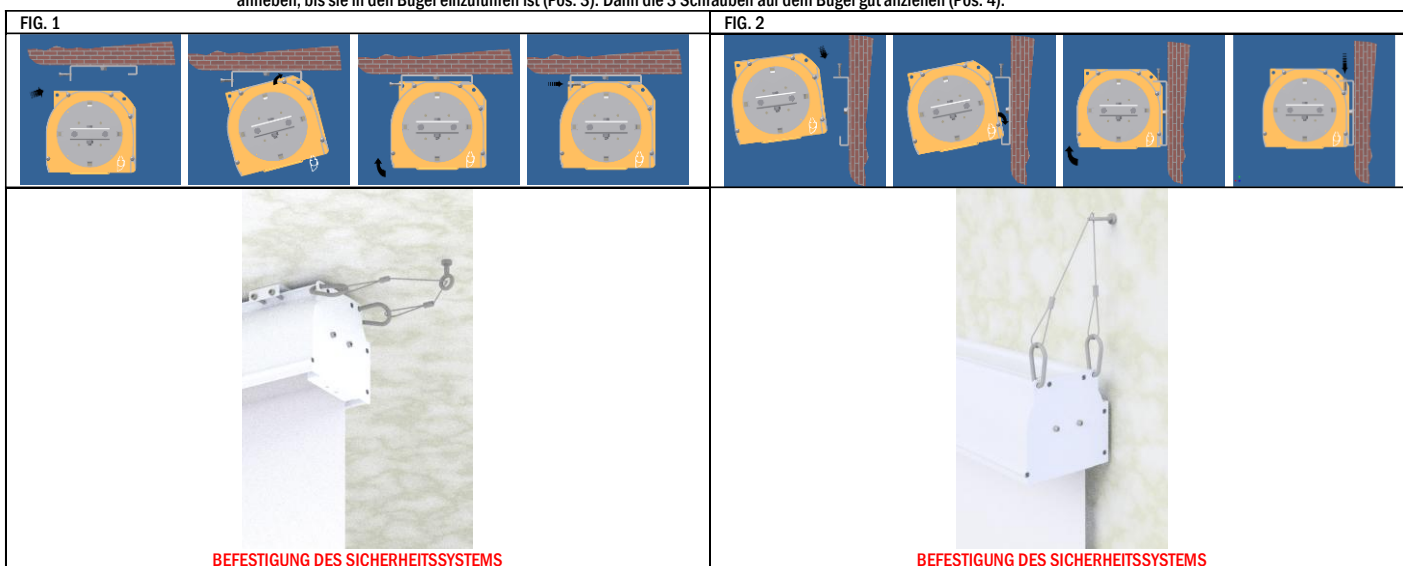 anheben, bis sie in den Bügel einzuführen ist (Pos. 3). Dann die 3 Schrauben auf dem Bügel gut anziehen (Pos. 4).
FIG. 1
FIG. 2
BEFESTIGUNG DES SICHERHEITSSYSTEMS
BEFESTIGUNG DES SICHERHEITSSYSTEMS